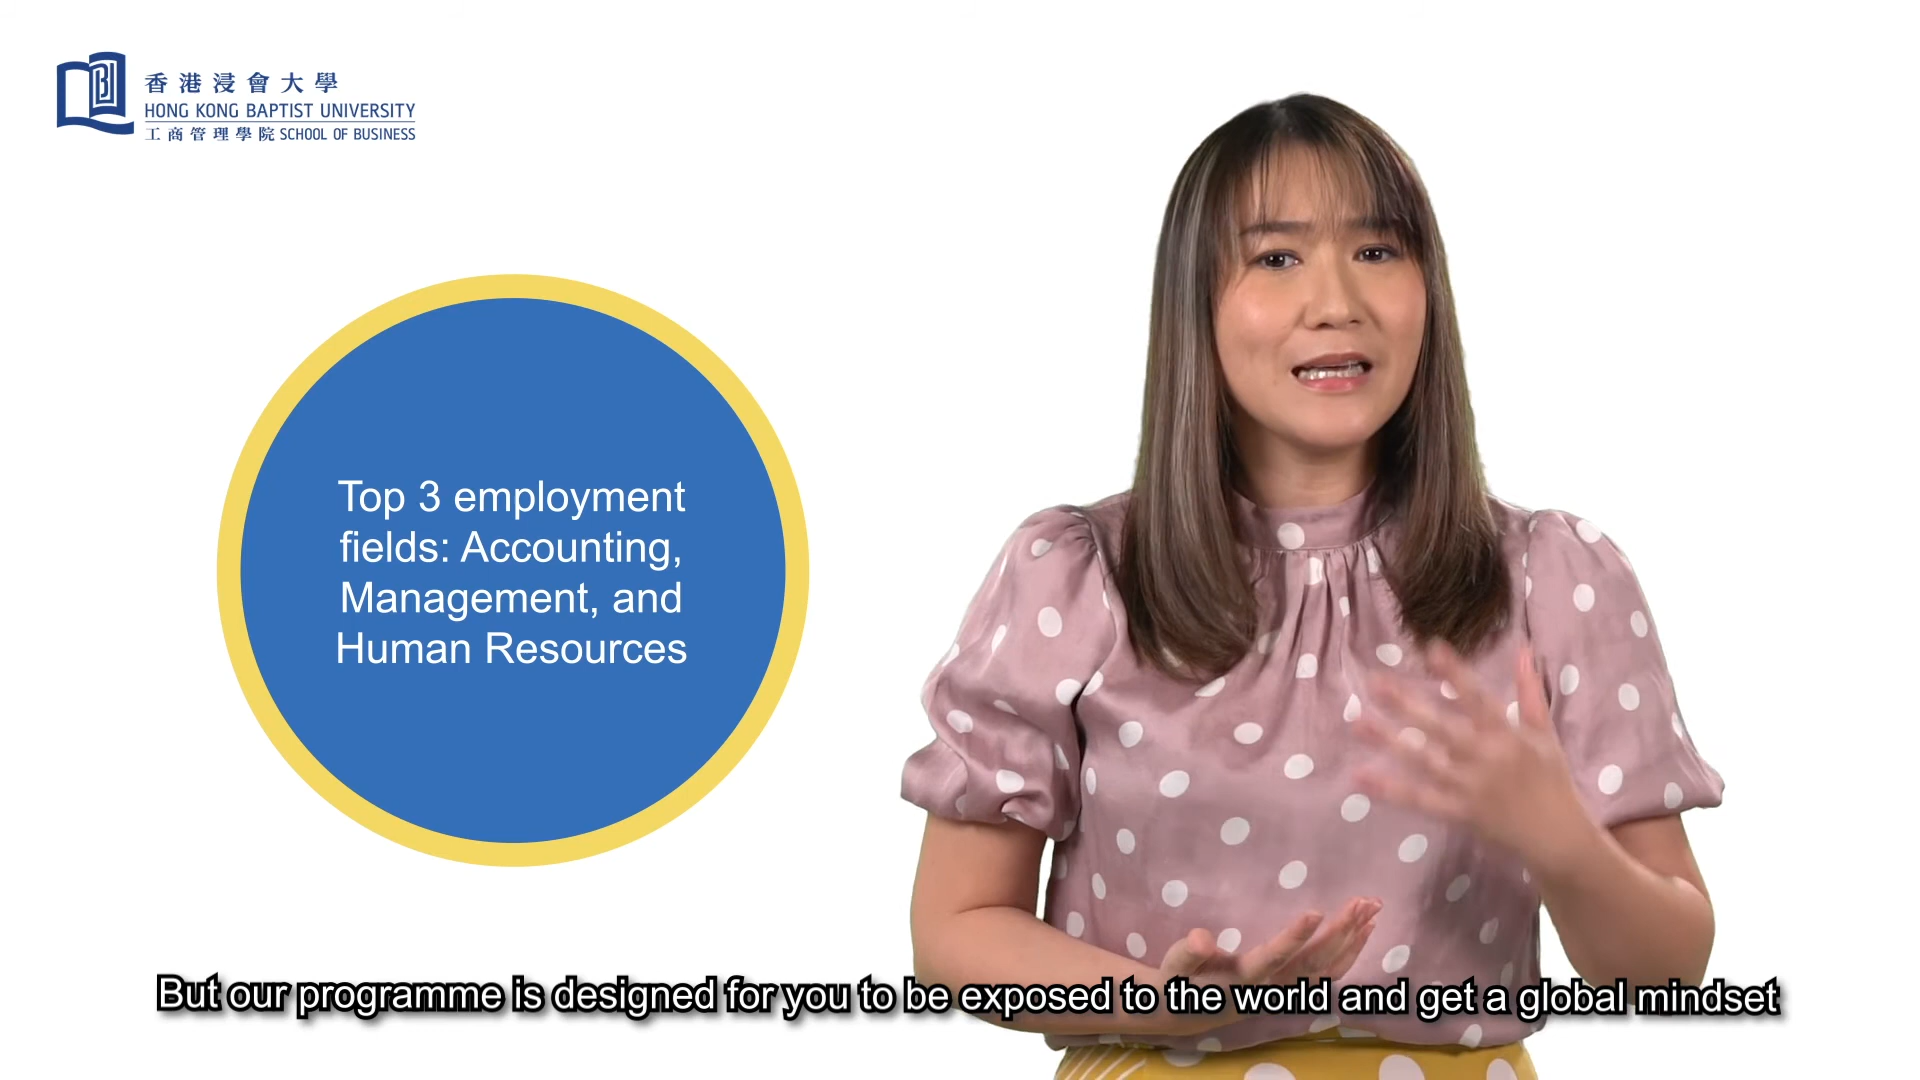 香港浸會大學
HONG KONG BAPTIST UNIVERSITY
工商管理學院 SCHOOL OF BUSINESS
Top 3 employment
fields: Accounting,
Management, and
Human Resources
But our programme is designed for you to be exposed to the world and get a global mindset